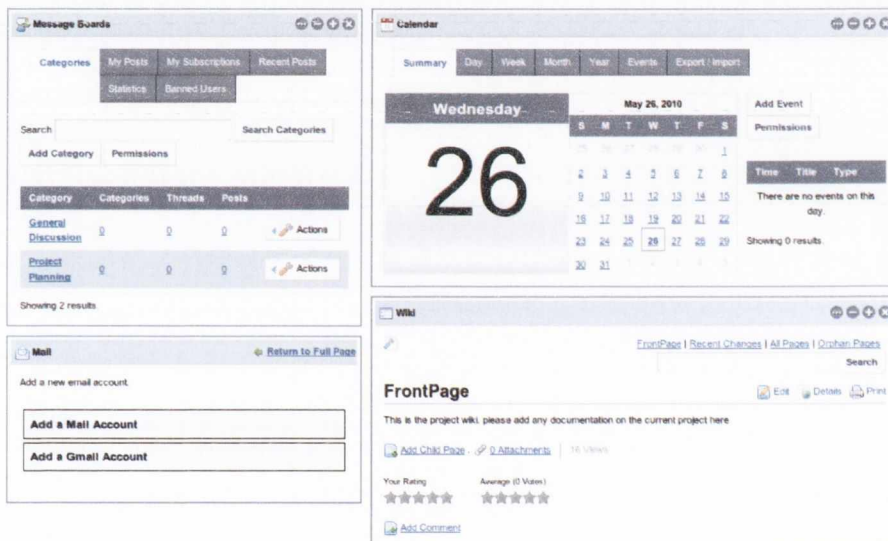 Message Boards
Categories My Posts My Subscriptions Recent Posts
Statistics Banned Users
Search Search Categories
Add Category Permissions
Category Categories Threads Posts
General Discussion 0 0 0 Actions
Project Planning 0 0 0 Actions
Showing 2 results.
Mail Return to Full Page
Add a new email account.
Add a Mail Account
Add a Gmail Account
Calendar
Summary Day Week Month Year Events Export / Import
Wednesday
26
May 26, 2010
S M T W T F S
25 26 27 28 29 30 1
2 3 4 5 6 7 8
9 10 11 12 13 14 15
16 17 18 19 20 21 22
23 24 25 26 27 28 29
30 31
Add Event
Permissions
Time Title Type
There are no events on this
day.
Showing 0 results.
Wiki
FrontPage | Recent Changes | All Pages | Orphan Pages
Search
FrontPage
Edit Details Print
This is the project wiki, please add any documentation on the current project here
Add Child Page 0 Attachments 16 Views
Your Rating Average (0 Votes)
Add Comment